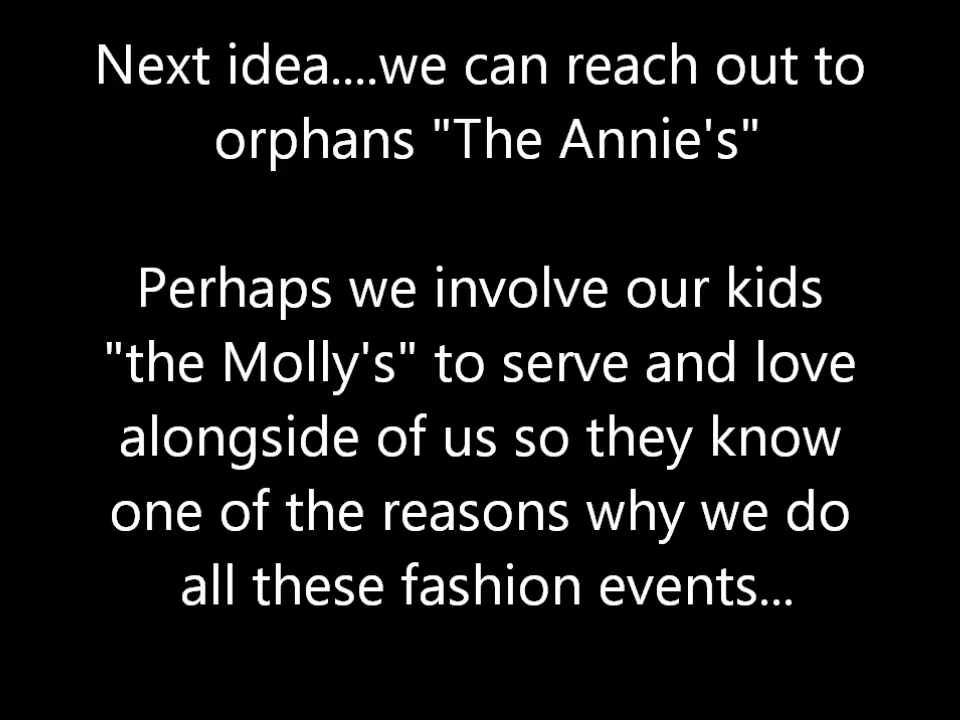 Next idea....we can reach out to
orphans "The Annie's"
Perhaps we involve our kids
"the Molly's" to serve and love
alongside of us so they know
one of the reasons why we do
all these fashion events...